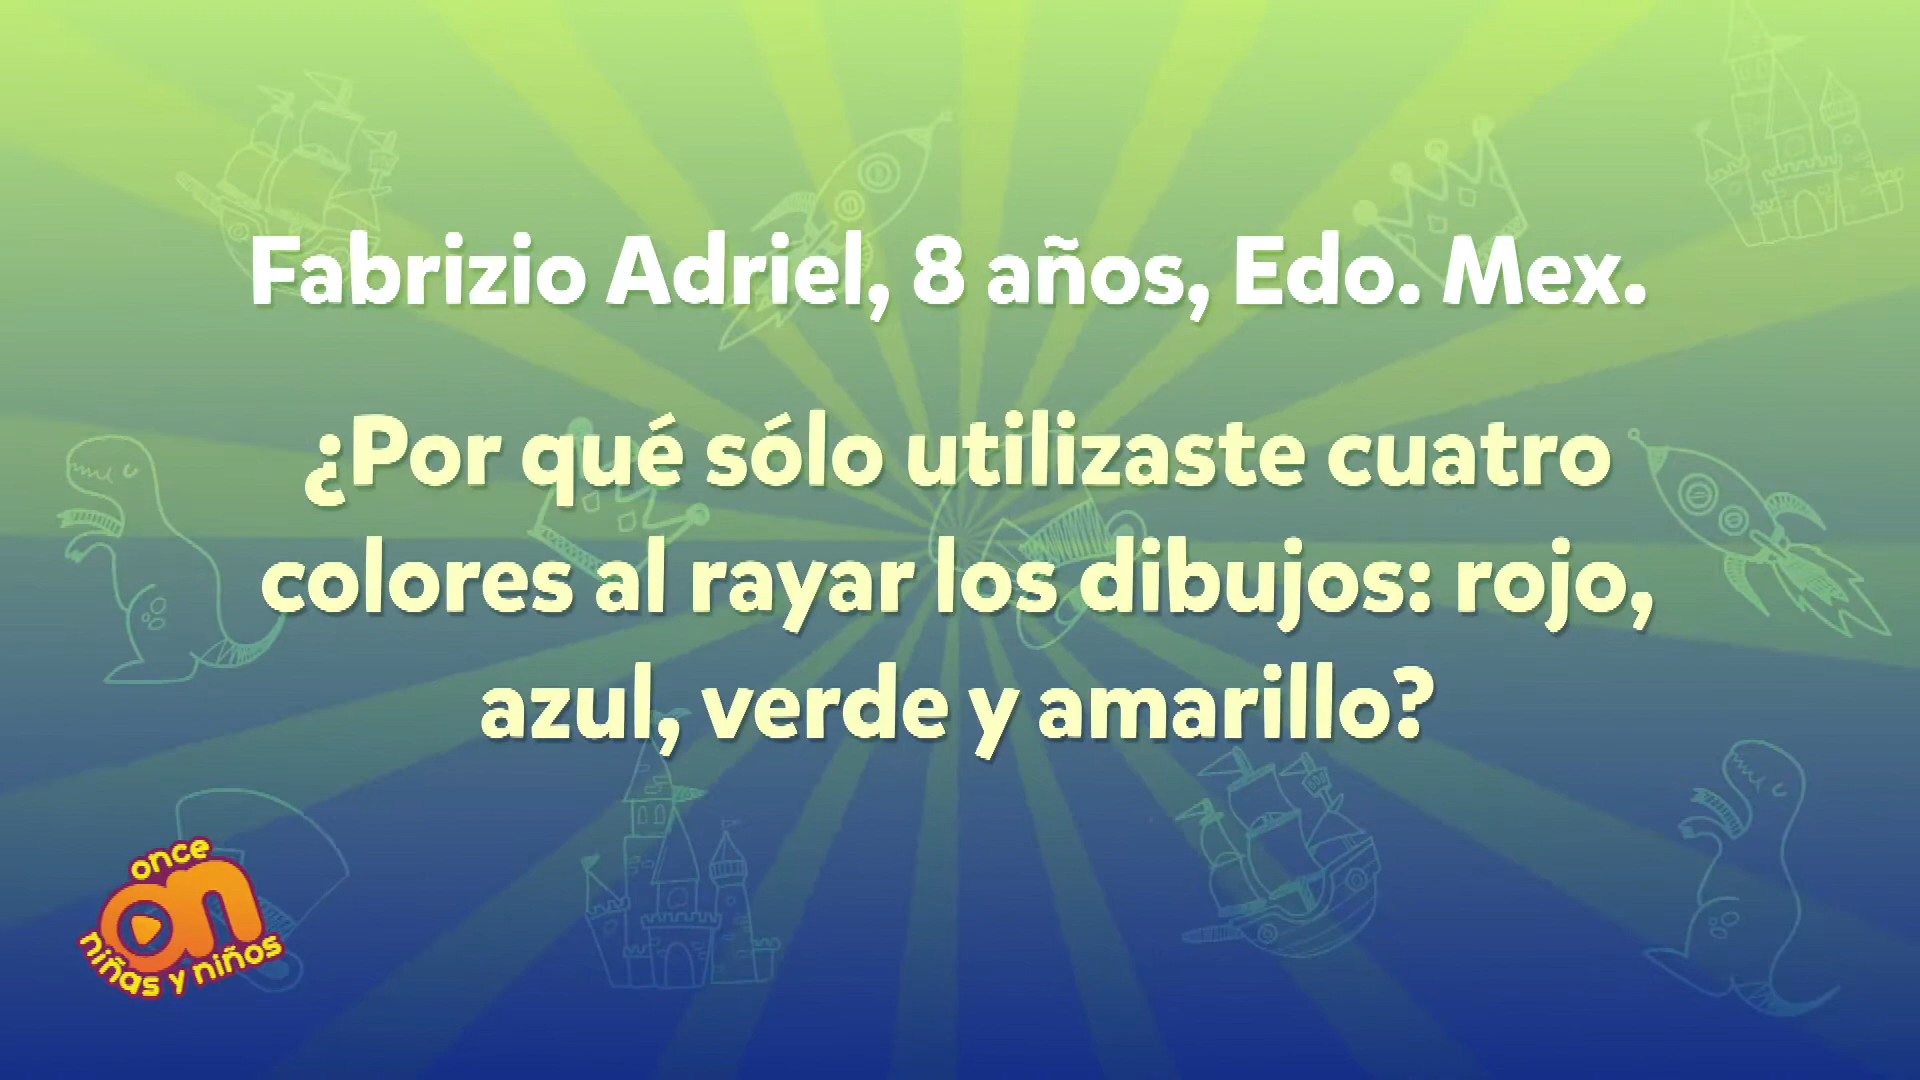 Fabrizio Adriel, 8 años, Edo. Mex.
¿Por qué sólo utilizaste cuatro
colores al rayar los dibujos: rojo,
azul, verde y amarillo?
once
on
niñas y niños